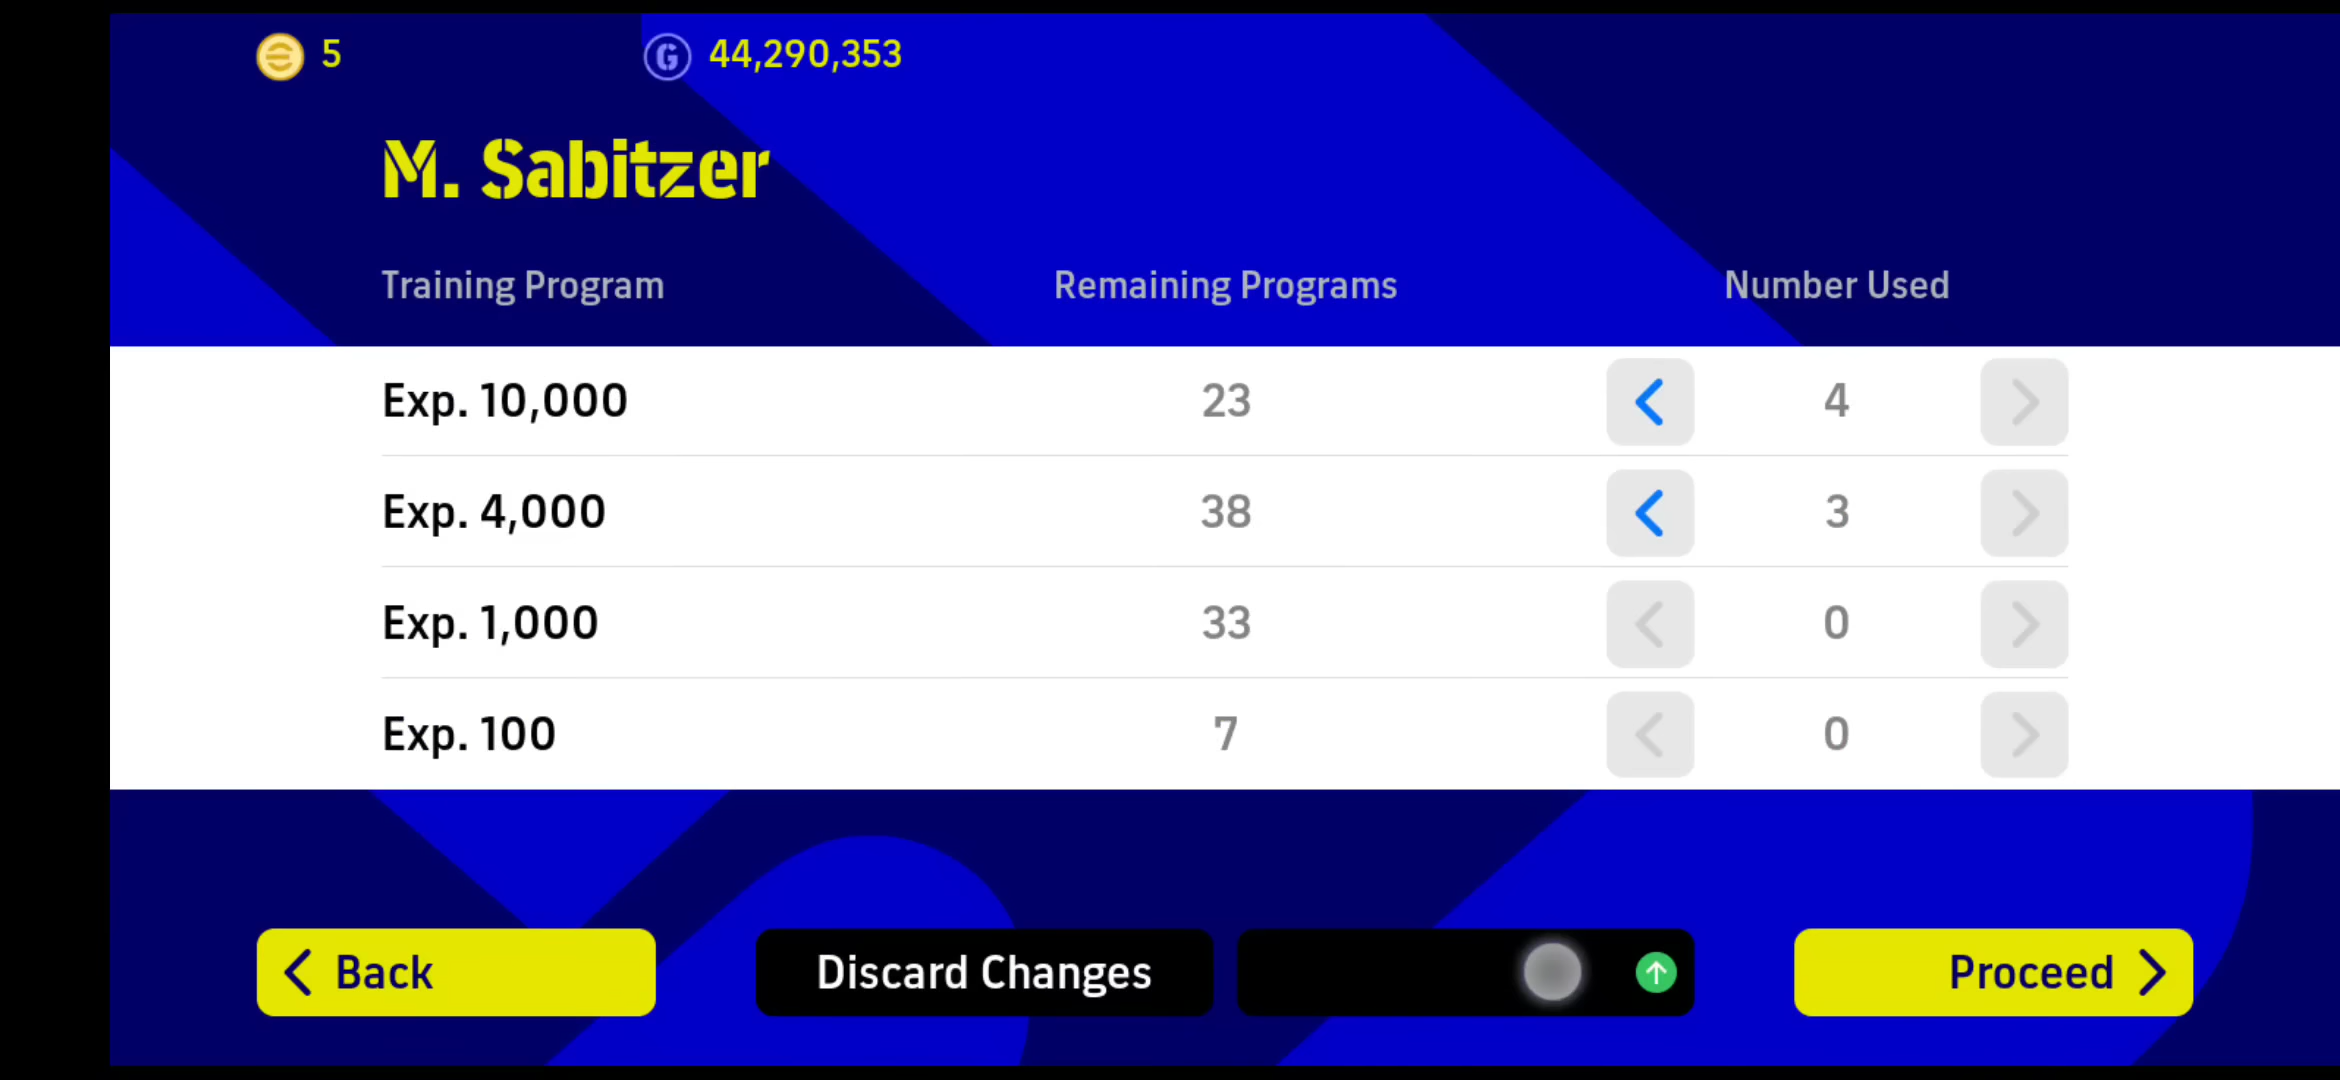 5
44,290,353
M. Sabitzer
Training Program Remaining Programs Number Used
Exp. 10,000 23 4
Exp. 4,000 38 3
Exp. 1,000 33 0
Exp. 100 7 0
Back Discard Changes Proceed